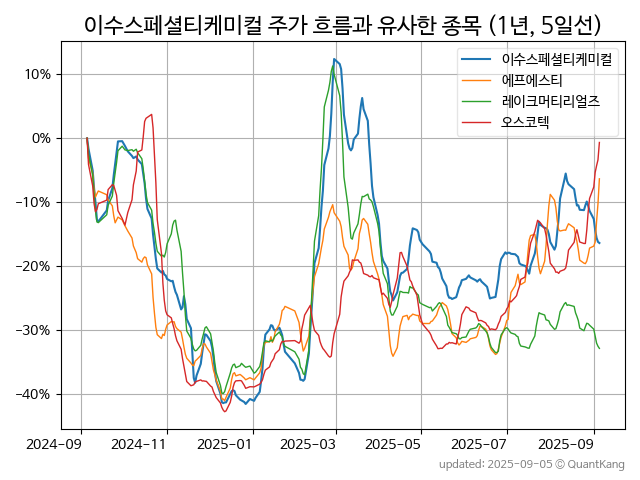 이수스페셜티케미컬 주가 흐름과 유사한 종목 (1년, 5일선)
이수스페셜티케미컬
에프에스티
레이크머티리얼즈
오스코텍
10%
0%
−10%
−20%
−30%
−40%
2024-09
2024-11
2025-01
2025-03
2025-05
2025-07
2025-09
updated: 2025-09-05 © QuantKang